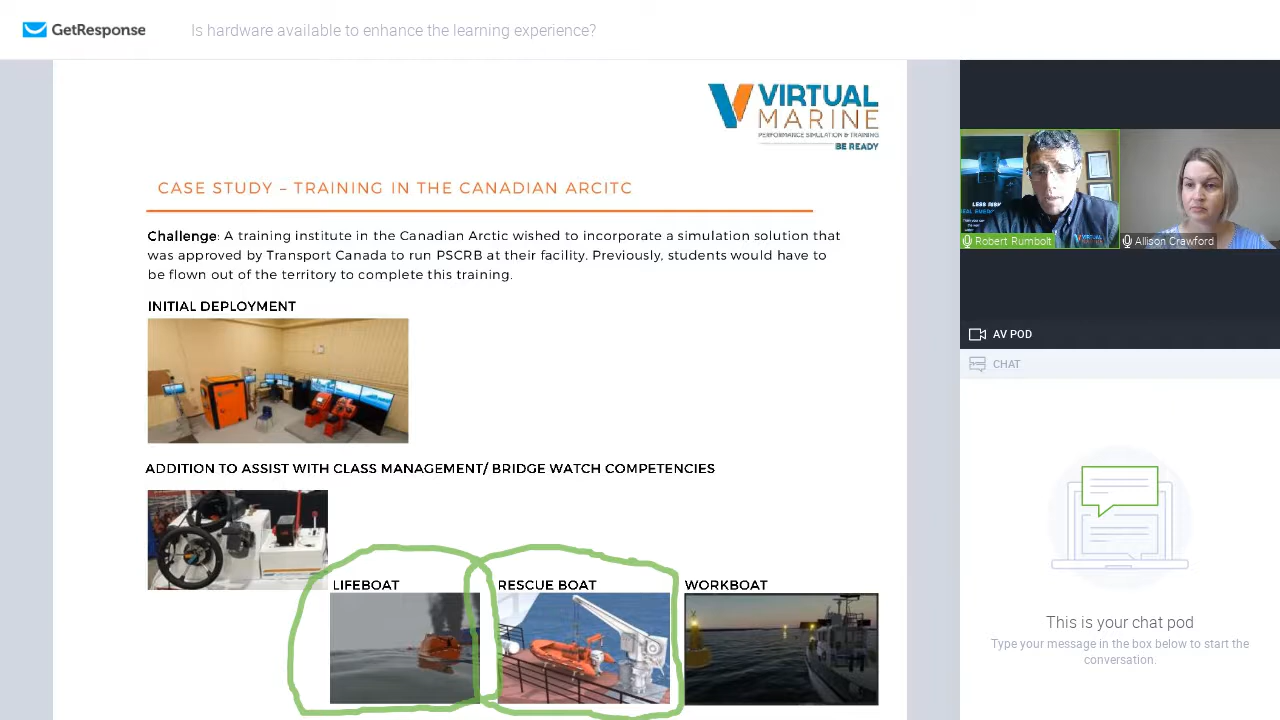 GetResponse
Is hardware available to enhance the learning experience?
VIRTUAL
MARINE
PERFORMANCE SIMULATION & TRAINING
BE READY
CASE STUDY – TRAINING IN THE CANADIAN ARCITC
Challenge: A training institute in the Canadian Arctic wished to incorporate a simulation solution that
was approved by Transport Canada to run PSCRB at their facility. Previously, students would have to
be flown out of the territory to complete this training.
INITIAL DEPLOYMENT
ADDITION TO ASSIST WITH CLASS MANAGEMENT/ BRIDGE WATCH COMPETENCIES
LIFEBOAT
RESCUE BOAT
WORKBOAT
LESS RISK
Robert Rumbolt
Allison Crawford
AV POD
CHAT
This is your chat pod
Type your message in the box below to start the
conversation.